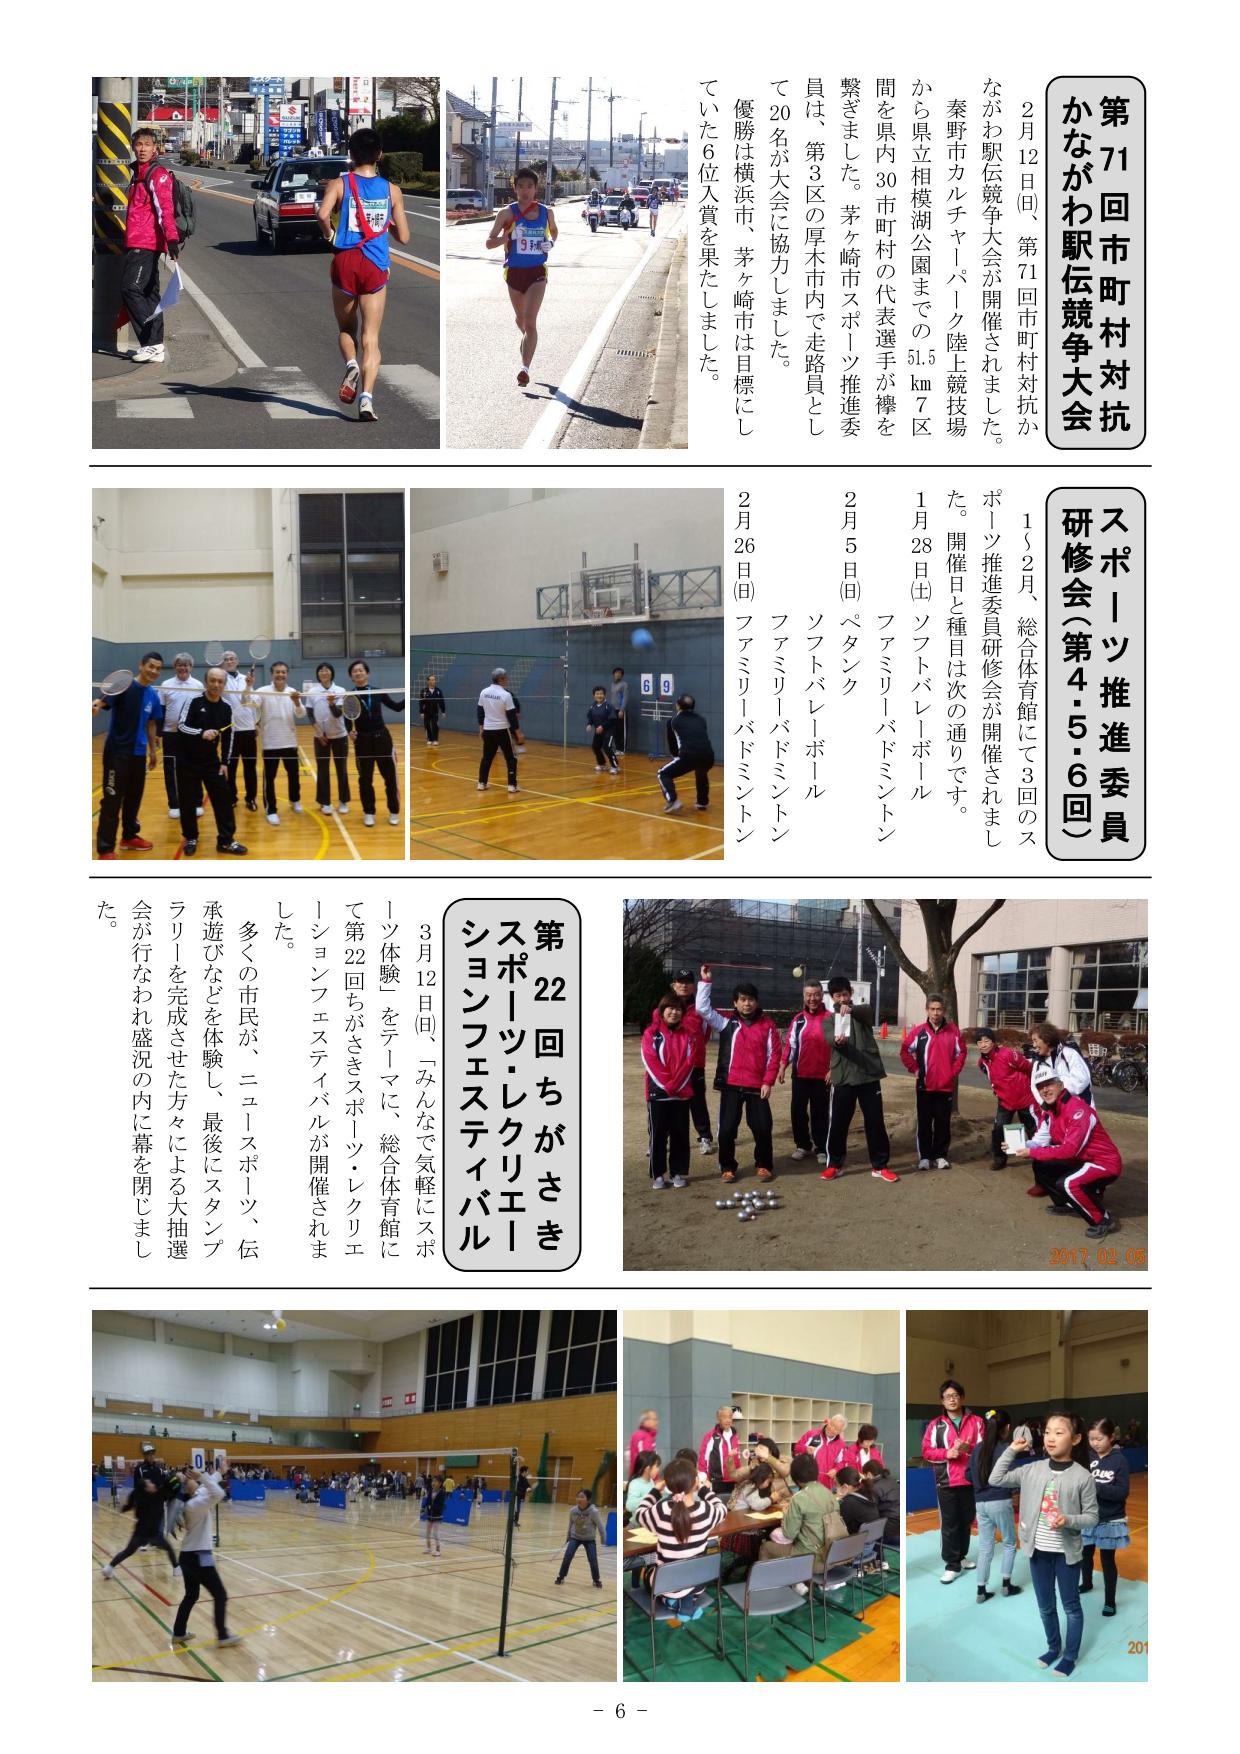 第71回市町村対抗
かながわ駅伝競争大会
２月12日(日)、第71回市町村対抗か
ながわ駅伝競争大会が開催されました。
秦野市カルチャーパーク陸上競技場
から県立相模湖公園までの51.5km７区
間を県内30市町村の代表選手が襷を
繋ぎました。茅ヶ崎市スポーツ推進委
員は、第３区の厚木市内で走路員とし
て20名が大会に協力しました。
優勝は横浜市、茅ヶ崎市は目標にし
ていた６位入賞を果たしました。
スポーツ推進委員
研修会（第４・５・６回）
１～２月、総合体育館にて３回のス
ポーツ推進委員研修会が開催されまし
た。開催日と種目は次の通りです。
１月28日(土) ソフトバレーボール
ファミリーバドミントン
２月５日(日) ペタンク
ソフトバレーボール
ファミリーバドミントン
２月26日(日) ファミリーバドミントン
6 9
2017 02 05
第22回ちがさき
スポーツ・レクリエー
ションフェスティバル
３月12日(日)、「みんなで気軽にスポ
ーツ体験」をテーマに、総合体育館に
て第22回ちがさきスポーツ・レクリエ
ーションフェスティバルが開催されま
した。
多くの市民が、ニュースポーツ、伝
承遊びなどを体験し、最後にスタンプ
ラリーを完成させた方々による大抽選
会が行なわれ盛況の内に幕を閉じまし
た。
0
2
Love
201
- 6 -